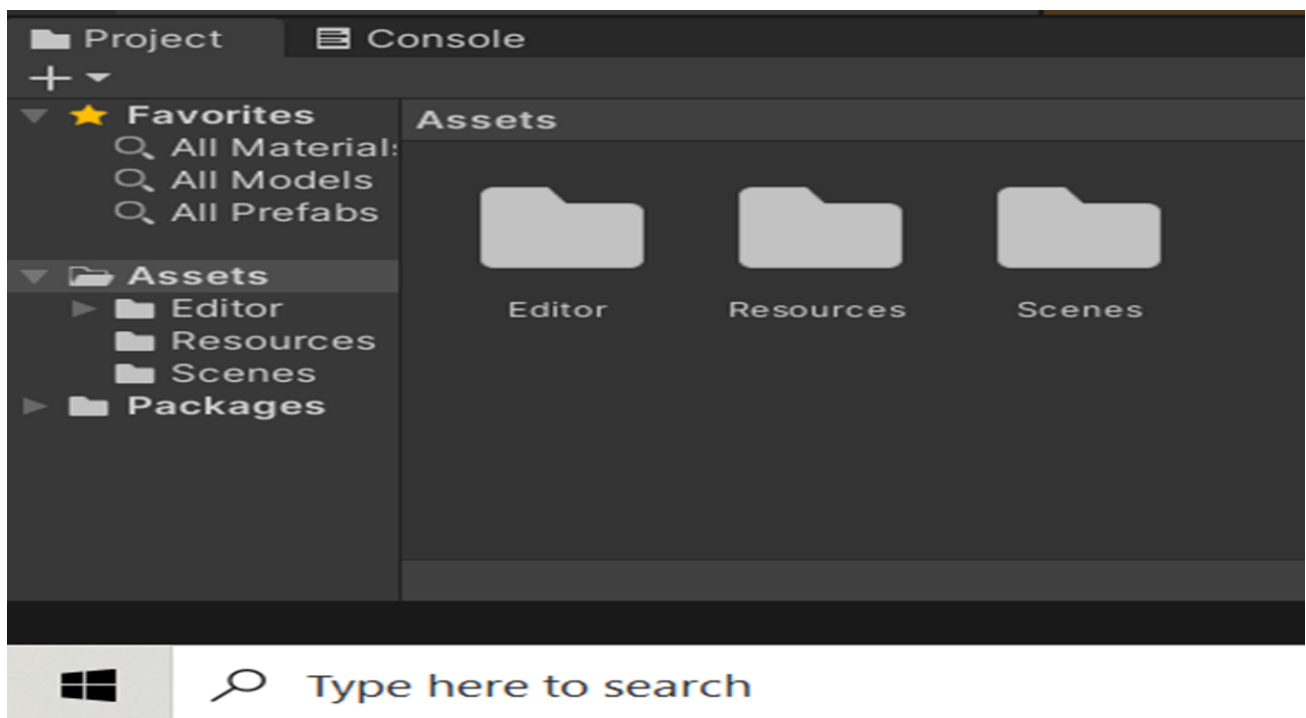 Project Console
Favorites
All Materials
All Models
All Prefabs
Assets
Editor
Resources
Scenes
Packages
Assets
Editor Resources Scenes
Type here to search